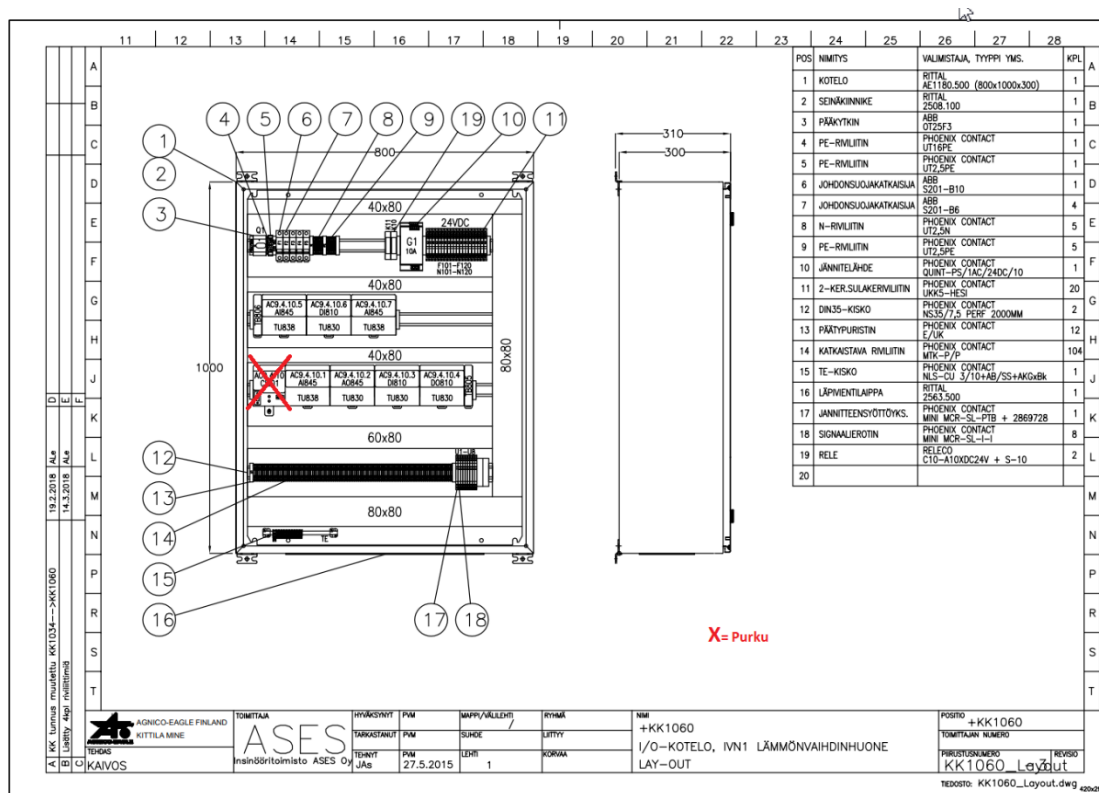 11 12 13 14 15 16 17 18 19 20 21 22 23 24 25 26 27 28
POS NIMITYS VALIMISTAJA, TYYPPI YMS. KPL
1 KOTELO RITTAL AE1180.500 (800x1000x300) 1
2 SEINÄKIINNIKE RITTAL 2508.100 1
3 PÄÄKYTKIN ABB OT25F3 1
4 PE-RIVILIITIN PHOENIX CONTACT UT16PE 1
5 PE-RIVILIITIN PHOENIX CONTACT UT2,5PE 1
6 JOHDONSUOJAKATKAISIJA ABB S201-B10 1
7 JOHDONSUOJAKATKAISIJA ABB S201-B6 4
8 N-RIVILIITIN PHOENIX CONTACT UT2,5N 5
9 PE-RIVILIITIN PHOENIX CONTACT UT2,5PE 5
10 JÄNNITELÄHDE PHOENIX CONTACT QUINT-PS/1AC/24DC/10 1
11 2-KER.SULAKERIVILIITIN PHOENIX CONTACT UKK5-HESI 20
12 DIN35-KISKO PHOENIX CONTACT NS35/7,5 PERF 2000MM 2
13 PÄÄTYPURISTIN PHOENIX CONTACT E/UK 12
14 KATKAISTAVA RIVILIITIN PHOENIX CONTACT MTK-P/P 104
15 TE-KISKO PHOENIX CONTACT NLS-CU 3/10+AB/SS+AKGxBk 1
16 LÄPIVIENTILAIPPA RITTAL 2563.500 1
17 JANNITTEENSYÖTTÖYKS. PHOENIX CONTACT MINI MCR-SL-PTB + 2869728 1
18 SIGNAALIEROTIN PHOENIX CONTACT MINI MCR-SL-I-I 8
19 RELE RELECO C10-A10XDC24V + S-10 2
20
A B C D E F G H J K L M N P R S T
A B C D E F G H J K L M N P R S T
4 5 6 7 8 9 19 10 11
1
2
3
800
310
300
1000
40x80
Q1
G1
10A
24VDC
F101-F120
N101-N120
40x80
TB806
AC9.4.10.5 AC9.4.10.6 AC9.4.10.7
AI845 DI810 AI845
TU838 TU830 TU838
40x80
80x80
AC9.4.10.1 AC9.4.10.2 AC9.4.10.3 AC9.4.10.4
AI845 AO845 DI810 DO810
TU838 TU830 TU830 TU830
TB805
60x80
U1-U8
80x80
TE
12
13
14
15
16
17 18
X= Purku
A KK tunnus muutettu KK1034-->KK1060 19.2.2018 ALe D
B Lisätty 4kpl riviliittimiä 14.3.2018 ALe E
C F
AGNICO-EAGLE
AGNICO-EAGLE FINLAND
KITTILA MINE
TEHDAS
KAIVOS
TOIMITTAJA
ASES
Insinööritoimisto ASES Oy
HYVÄKSYNYT PVM MAPPI/VÄLILEHTI / RYHMÄ
TARKASTANUT PVM SUHDE LIITTYY
TEHNYT JAs PVM 27.5.2015 LEHTI 1 KORVAA
NIMI
+KK1060
I/O-KOTELO, IVN1 LÄMMÖNVAIHDINHUONE
LAY-OUT
POSITIO
+KK1060
TOIMITTAJAN NUMERO
PIIRUSTUSNUMERO REVISIO
KK1060_Layout
TIEDOSTO: KK1060_Layout.dwg